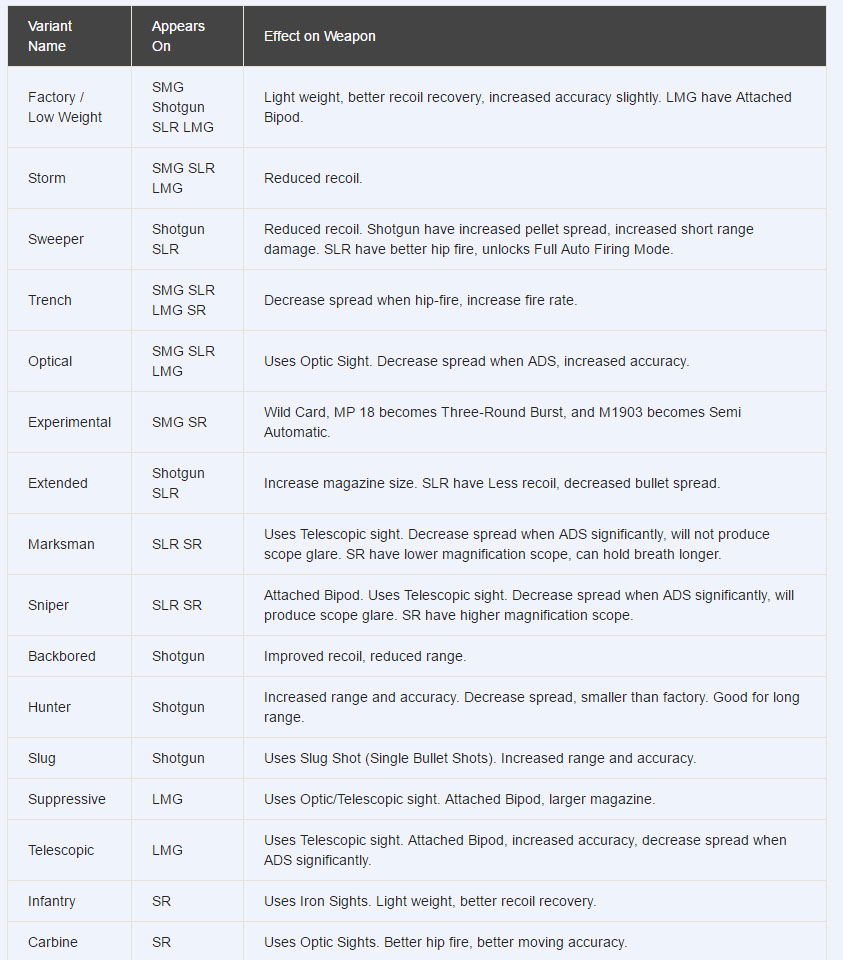 Variant Name
Appears On
Effect on Weapon
Factory / Low Weight
SMG Shotgun SLR LMG
Light weight, better recoil recovery, increased accuracy slightly. LMG have Attached Bipod.
Storm
SMG SLR LMG
Reduced recoil.
Sweeper
Shotgun SLR
Reduced recoil. Shotgun have increased pellet spread, increased short range damage. SLR have better hip fire, unlocks Full Auto Firing Mode.
Trench
SMG SLR LMG SR
Decrease spread when hip-fire, increase fire rate.
Optical
SMG SLR LMG
Uses Optic Sight. Decrease spread when ADS, increased accuracy.
Experimental
SMG SR
Wild Card, MP 18 becomes Three-Round Burst, and M1903 becomes Semi Automatic.
Extended
Shotgun SLR
Increase magazine size. SLR have Less recoil, decreased bullet spread.
Marksman
SLR SR
Uses Telescopic sight. Decrease spread when ADS significantly, will not produce scope glare. SR have lower magnification scope, can hold breath longer.
Sniper
SLR SR
Attached Bipod. Uses Telescopic sight. Decrease spread when ADS significantly, will produce scope glare. SR have higher magnification scope.
Backbored
Shotgun
Improved recoil, reduced range.
Hunter
Shotgun
Increased range and accuracy. Decrease spread, smaller than factory. Good for long range.
Slug
Shotgun
Uses Slug Shot (Single Bullet Shots). Increased range and accuracy.
Suppressive
LMG
Uses Optic/Telescopic sight. Attached Bipod, larger magazine.
Telescopic
LMG
Uses Telescopic sight. Attached Bipod, increased accuracy, decrease spread when ADS significantly.
Infantry
SR
Uses Iron Sights. Light weight, better recoil recovery.
Carbine
SR
Uses Optic Sights. Better hip fire, better moving accuracy.